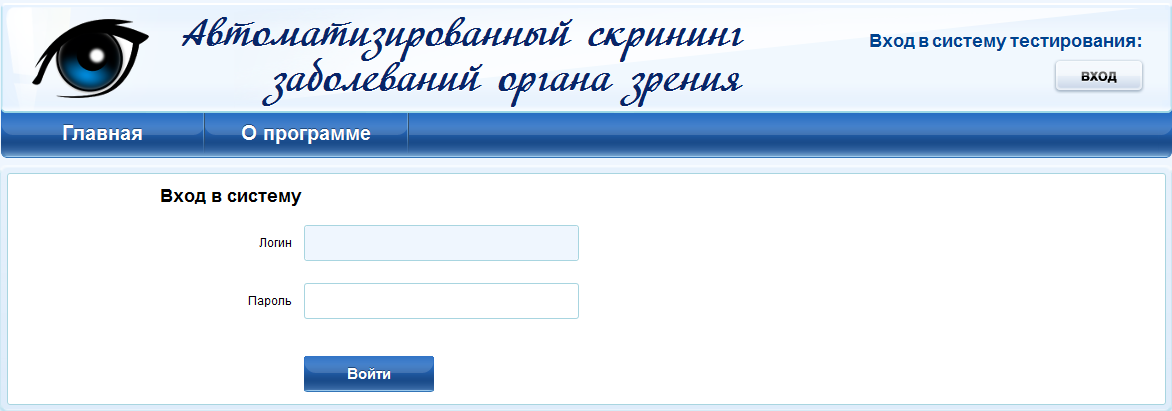 Автоматизированный скрининг
заболеваний органа зрения
Вход в систему тестирования:
вход
Главная
О программе
Вход в систему
Логин
Пароль
Войти